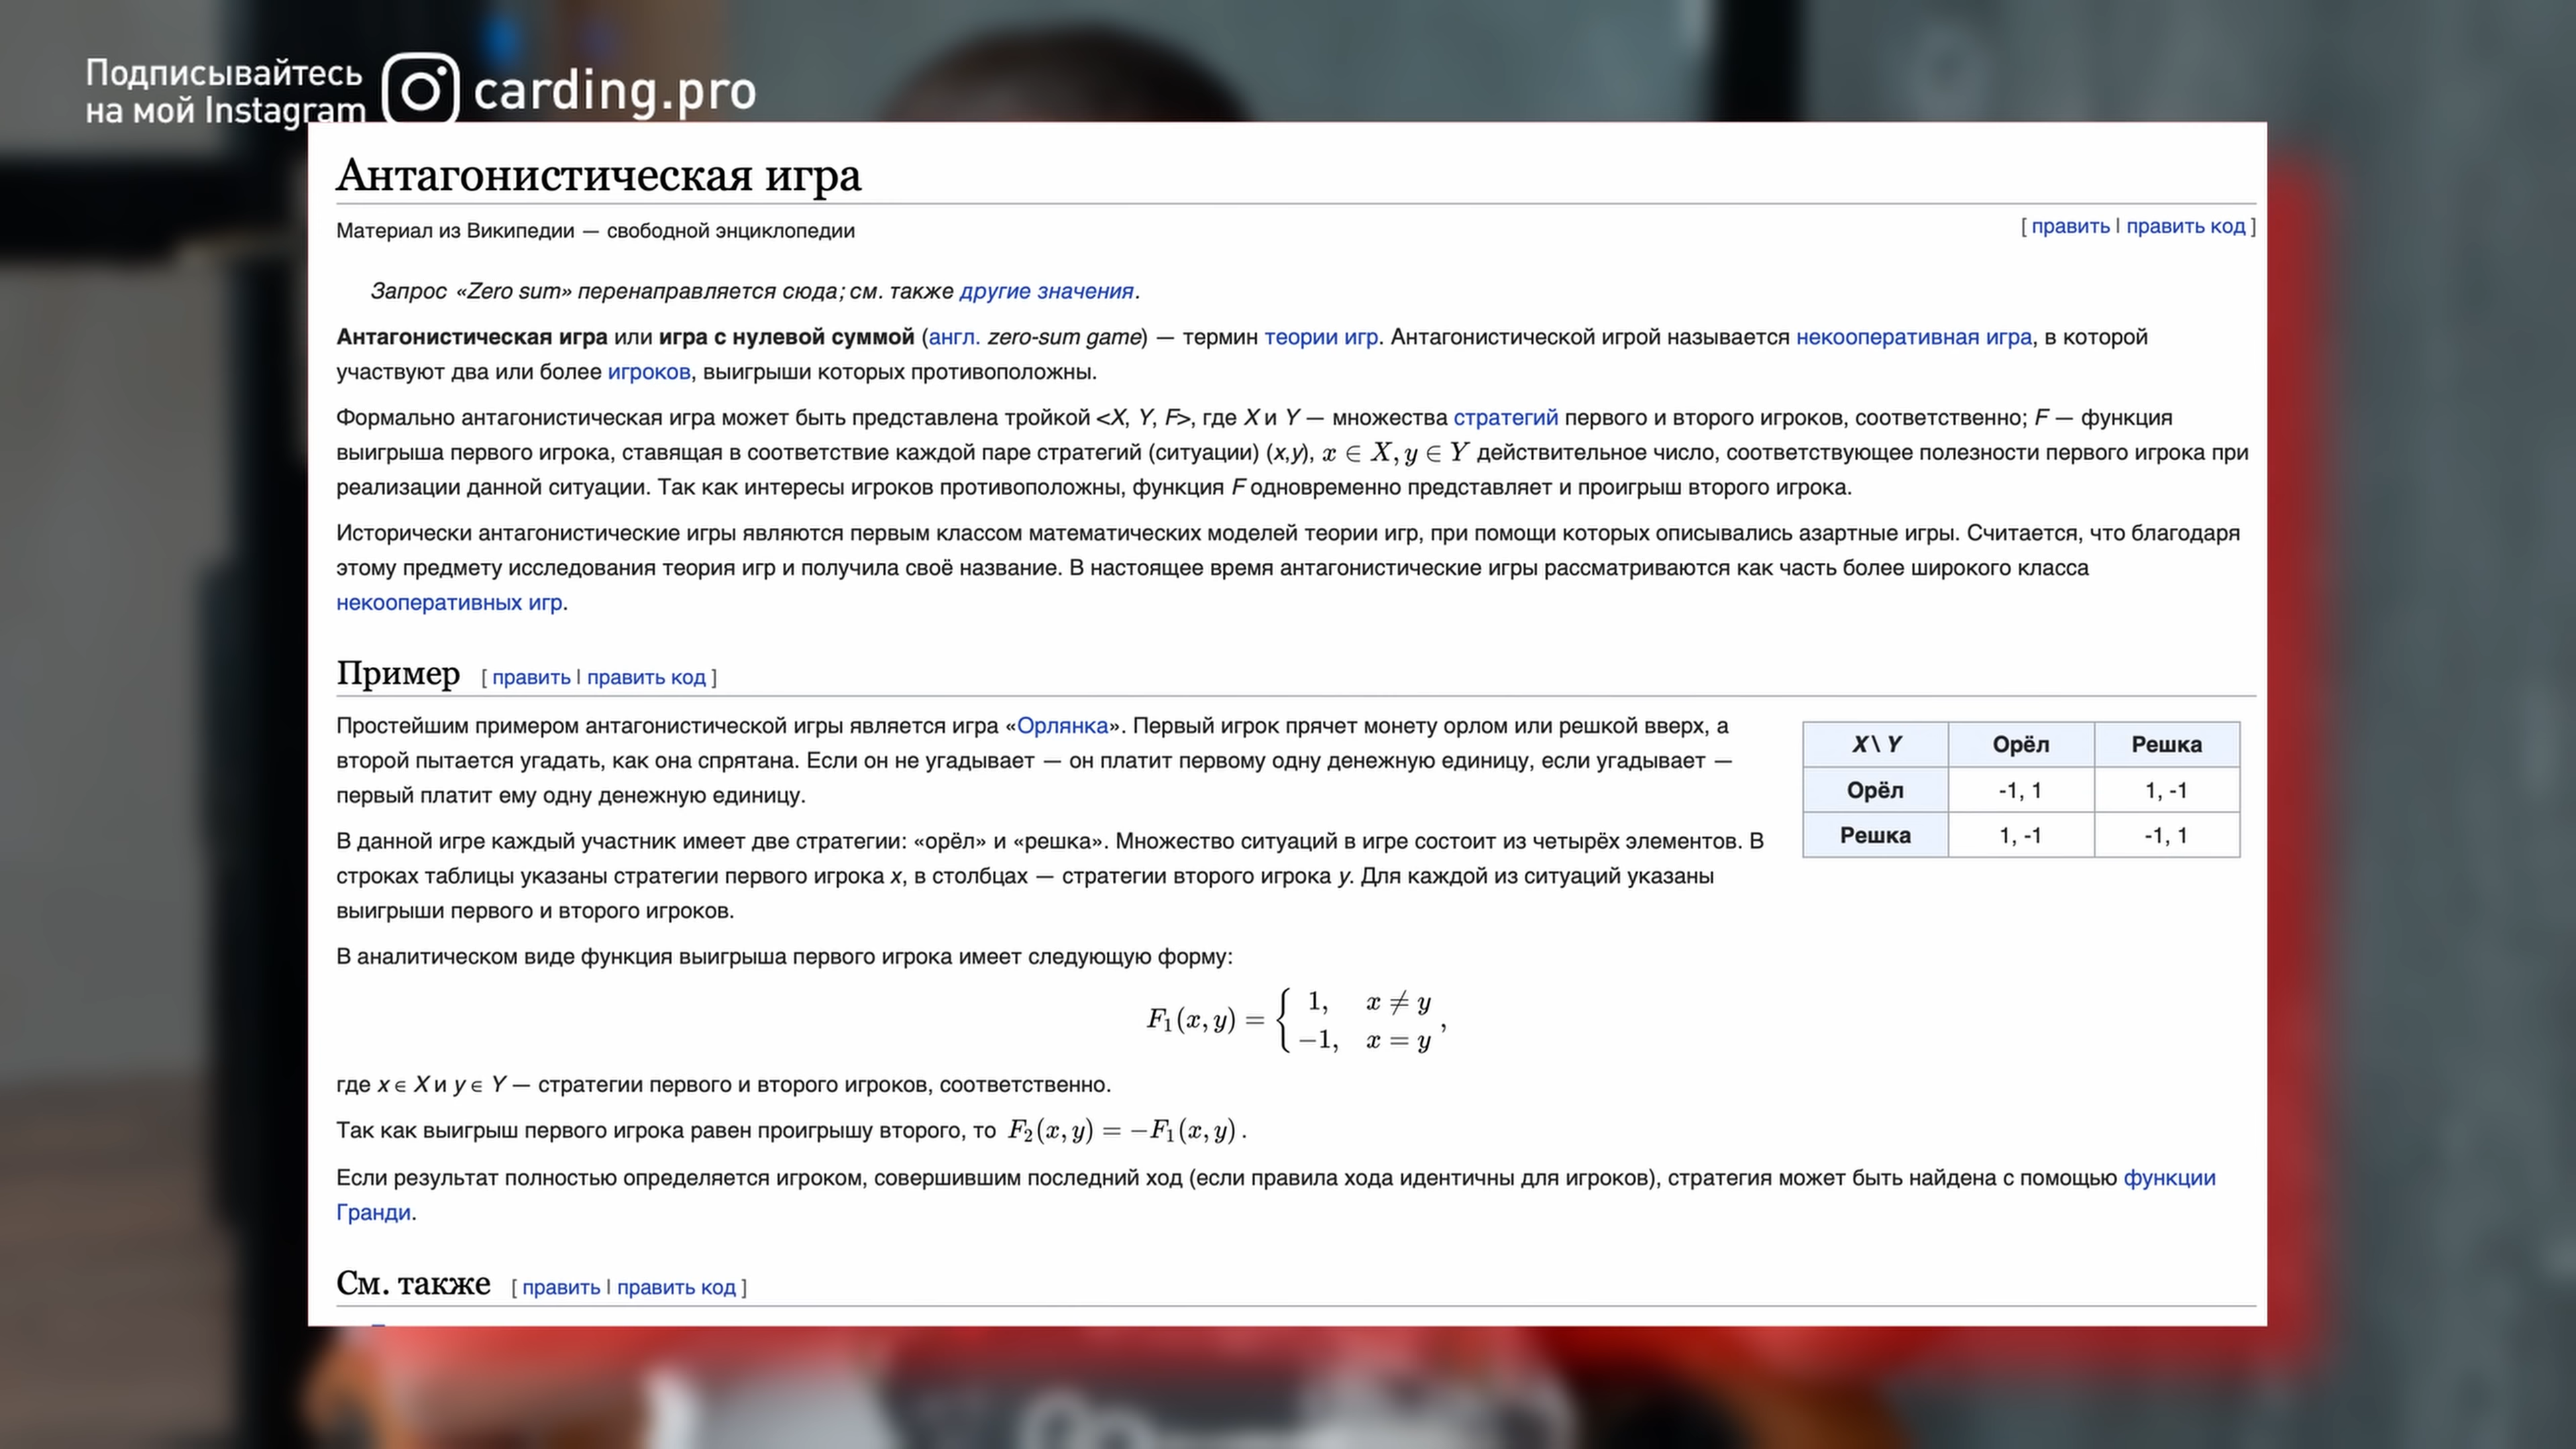 Подписывайтесь
на мой Instagram
carding.pro
Антагонистическая игра
Материал из Википедии — свободной энциклопедии
[ править | править код ]
Запрос «Zero sum» перенаправляется сюда; см. также другие значения.
Антагонистическая игра или игра с нулевой суммой (англ. zero-sum game) — термин теории игр. Антагонистической игрой называется некооперативная игра, в которой
участвуют два или более игроков, выигрыши которых противоположны.
Формально антагонистическая игра может быть представлена тройкой <X, Y, F>, где X и Y — множества стратегий первого и второго игроков, соответственно; F — функция
выигрыша первого игрока, ставящая в соответствие каждой паре стратегий (ситуации) (x,y), x ∈ X, y ∈ Y действительное число, соответствующее полезности первого игрока при
реализации данной ситуации. Так как интересы игроков противоположны, функция F одновременно представляет и проигрыш второго игрока.
Исторически антагонистические игры являются первым классом математических моделей теории игр, при помощи которых описывались азартные игры. Считается, что благодаря
этому предмету исследования теория игр и получила своё название. В настоящее время антагонистические игры рассматриваются как часть более широкого класса
некооперативных игр.
Пример [ править | править код ]
Простейшим примером антагонистической игры является игра «Орлянка». Первый игрок прячет монету орлом или решкой вверх, а
второй пытается угадать, как она спрятана. Если он не угадывает — он платит первому одну денежную единицу, если угадывает —
первый платит ему одну денежную единицу.
X \ Y Орёл Решка
Орёл -1, 1 1, -1
Решка 1, -1 -1, 1
В данной игре каждый участник имеет две стратегии: «орёл» и «решка». Множество ситуаций в игре состоит из четырёх элементов. В
строках таблицы указаны стратегии первого игрока x, в столбцах — стратегии второго игрока y. Для каждой из ситуаций указаны
выигрыши первого и второго игроков.
В аналитическом виде функция выигрыша первого игрока имеет следующую форму:
F₁(x, y) = { 1, x ≠ y
−1, x = y ,
где x ∈ X и y ∈ Y — стратегии первого и второго игроков, соответственно.
Так как выигрыш первого игрока равен проигрышу второго, то F₂(x, y) = −F₁(x, y) .
Если результат полностью определяется игроком, совершившим последний ход (если правила хода идентичны для игроков), стратегия может быть найдена с помощью функции
Гранди.
См. также [ править | править код ]